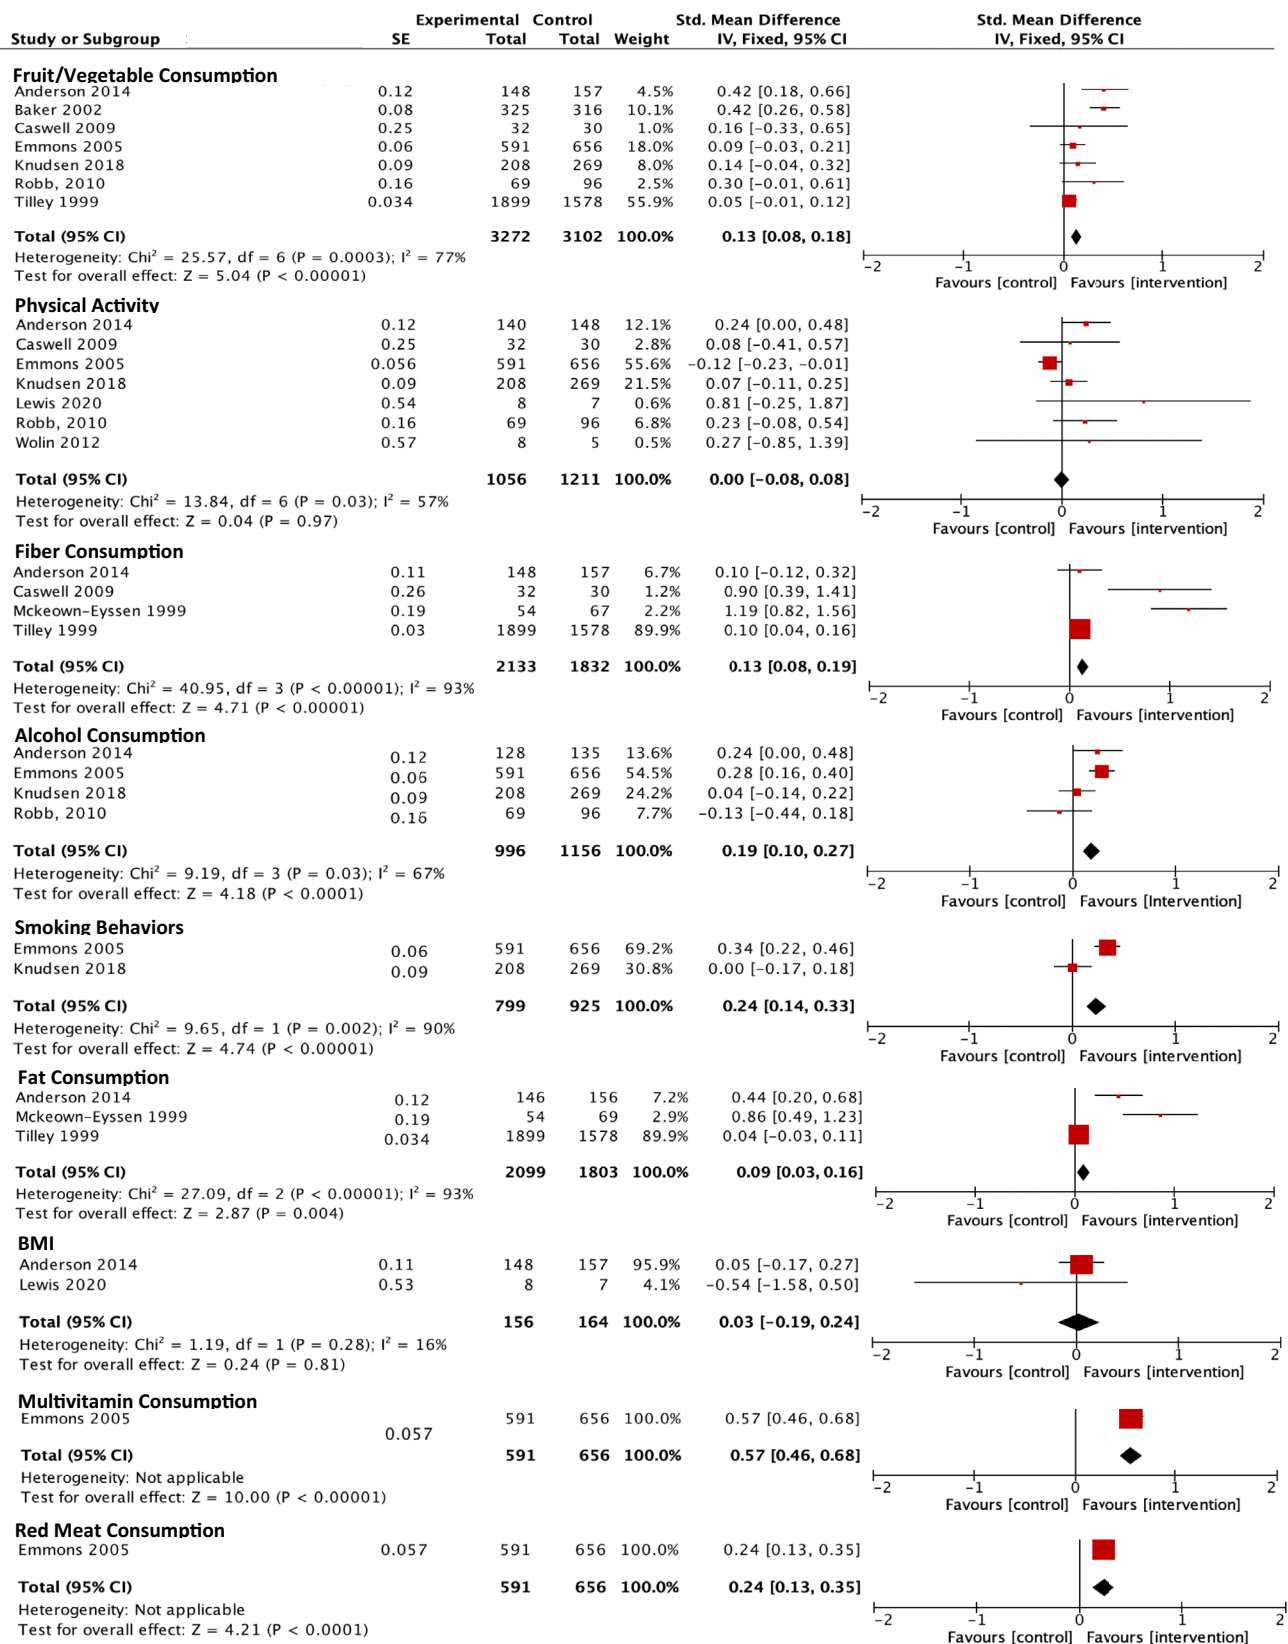 Experimental Control Std. Mean Difference Std. Mean Difference
Study or Subgroup SE Total Total Weight IV, Fixed, 95% CI IV, Fixed, 95% CI
Fruit/Vegetable Consumption
Anderson 2014 0.12 148 157 4.5% 0.42 [0.18, 0.66]
Baker 2002 0.08 325 316 10.1% 0.42 [0.26, 0.58]
Caswell 2009 0.25 32 30 1.0% 0.16 [−0.33, 0.65]
Emmons 2005 0.06 591 656 18.0% 0.09 [−0.03, 0.21]
Knudsen 2018 0.09 208 269 8.0% 0.14 [−0.04, 0.32]
Robb, 2010 0.16 69 96 2.5% 0.30 [−0.01, 0.61]
Tilley 1999 0.034 1899 1578 55.9% 0.05 [−0.01, 0.12]
Total (95% CI) 3272 3102 100.0% 0.13 [0.08, 0.18]
Heterogeneity: Chi² = 25.57, df = 6 (P = 0.0003); I² = 77%
Test for overall effect: Z = 5.04 (P < 0.00001)
−2 −1 0 1 2
Favours [control] Favours [intervention]
Physical Activity
Anderson 2014 0.12 140 148 12.1% 0.24 [0.00, 0.48]
Caswell 2009 0.25 32 30 2.8% 0.08 [−0.41, 0.57]
Emmons 2005 0.056 591 656 55.6% −0.12 [−0.23, −0.01]
Knudsen 2018 0.09 208 269 21.5% 0.07 [−0.11, 0.25]
Lewis 2020 0.54 8 7 0.6% 0.81 [−0.25, 1.87]
Robb, 2010 0.16 69 96 6.8% 0.23 [−0.08, 0.54]
Wolin 2012 0.57 8 5 0.5% 0.27 [−0.85, 1.39]
Total (95% CI) 1056 1211 100.0% 0.00 [−0.08, 0.08]
Heterogeneity: Chi² = 13.84, df = 6 (P = 0.03); I² = 57%
Test for overall effect: Z = 0.04 (P = 0.97)
−2 −1 0 1 2
Favours [control] Favours [intervention]
Fiber Consumption
Anderson 2014 0.11 148 157 6.7% 0.10 [−0.12, 0.32]
Caswell 2009 0.26 32 30 1.2% 0.90 [0.39, 1.41]
Mckeown−Eyssen 1999 0.19 54 67 2.2% 1.19 [0.82, 1.56]
Tilley 1999 0.03 1899 1578 89.9% 0.10 [0.04, 0.16]
Total (95% CI) 2133 1832 100.0% 0.13 [0.08, 0.19]
Heterogeneity: Chi² = 40.95, df = 3 (P < 0.00001); I² = 93%
Test for overall effect: Z = 4.71 (P < 0.00001)
−2 −1 0 1 2
Favours [control] Favours [intervention]
Alcohol Consumption
Anderson 2014 0.12 128 135 13.6% 0.24 [0.00, 0.48]
Emmons 2005 0.06 591 656 54.5% 0.28 [0.16, 0.40]
Knudsen 2018 0.09 208 269 24.2% 0.04 [−0.14, 0.22]
Robb, 2010 0.16 69 96 7.7% −0.13 [−0.44, 0.18]
Total (95% CI) 996 1156 100.0% 0.19 [0.10, 0.27]
Heterogeneity: Chi² = 9.19, df = 3 (P = 0.03); I² = 67%
Test for overall effect: Z = 4.18 (P < 0.0001)
−2 −1 0 1 2
Favours [control] Favours [Intervention]
Smoking Behaviors
Emmons 2005 0.06 591 656 69.2% 0.34 [0.22, 0.46]
Knudsen 2018 0.09 208 269 30.8% 0.00 [−0.17, 0.18]
Total (95% CI) 799 925 100.0% 0.24 [0.14, 0.33]
Heterogeneity: Chi² = 9.65, df = 1 (P = 0.002); I² = 90%
Test for overall effect: Z = 4.74 (P < 0.00001)
−2 −1 0 1 2
Favours [control] Favours [intervention]
Fat Consumption
Anderson 2014 0.12 146 156 7.2% 0.44 [0.20, 0.68]
Mckeown−Eyssen 1999 0.19 54 69 2.9% 0.86 [0.49, 1.23]
Tilley 1999 0.034 1899 1578 89.9% 0.04 [−0.03, 0.11]
Total (95% CI) 2099 1803 100.0% 0.09 [0.03, 0.16]
Heterogeneity: Chi² = 27.09, df = 2 (P < 0.00001); I² = 93%
Test for overall effect: Z = 2.87 (P = 0.004)
−2 −1 0 1 2
Favours [control] Favours [intervention]
BMI
Anderson 2014 0.11 148 157 95.9% 0.05 [−0.17, 0.27]
Lewis 2020 0.53 8 7 4.1% −0.54 [−1.58, 0.50]
Total (95% CI) 156 164 100.0% 0.03 [−0.19, 0.24]
Heterogeneity: Chi² = 1.19, df = 1 (P = 0.28); I² = 16%
Test for overall effect: Z = 0.24 (P = 0.81)
−2 −1 0 1 2
Favours [control] Favours [intervention]
Multivitamin Consumption
Emmons 2005 0.057 591 656 100.0% 0.57 [0.46, 0.68]
Total (95% CI) 591 656 100.0% 0.57 [0.46, 0.68]
Heterogeneity: Not applicable
Test for overall effect: Z = 10.00 (P < 0.00001)
−2 −1 0 1 2
Favours [control] Favours [intervention]
Red Meat Consumption
Emmons 2005 0.057 591 656 100.0% 0.24 [0.13, 0.35]
Total (95% CI) 591 656 100.0% 0.24 [0.13, 0.35]
Heterogeneity: Not applicable
Test for overall effect: Z = 4.21 (P < 0.0001)
−2 −1 0 1 2
Favours [control] Favours [intervention]